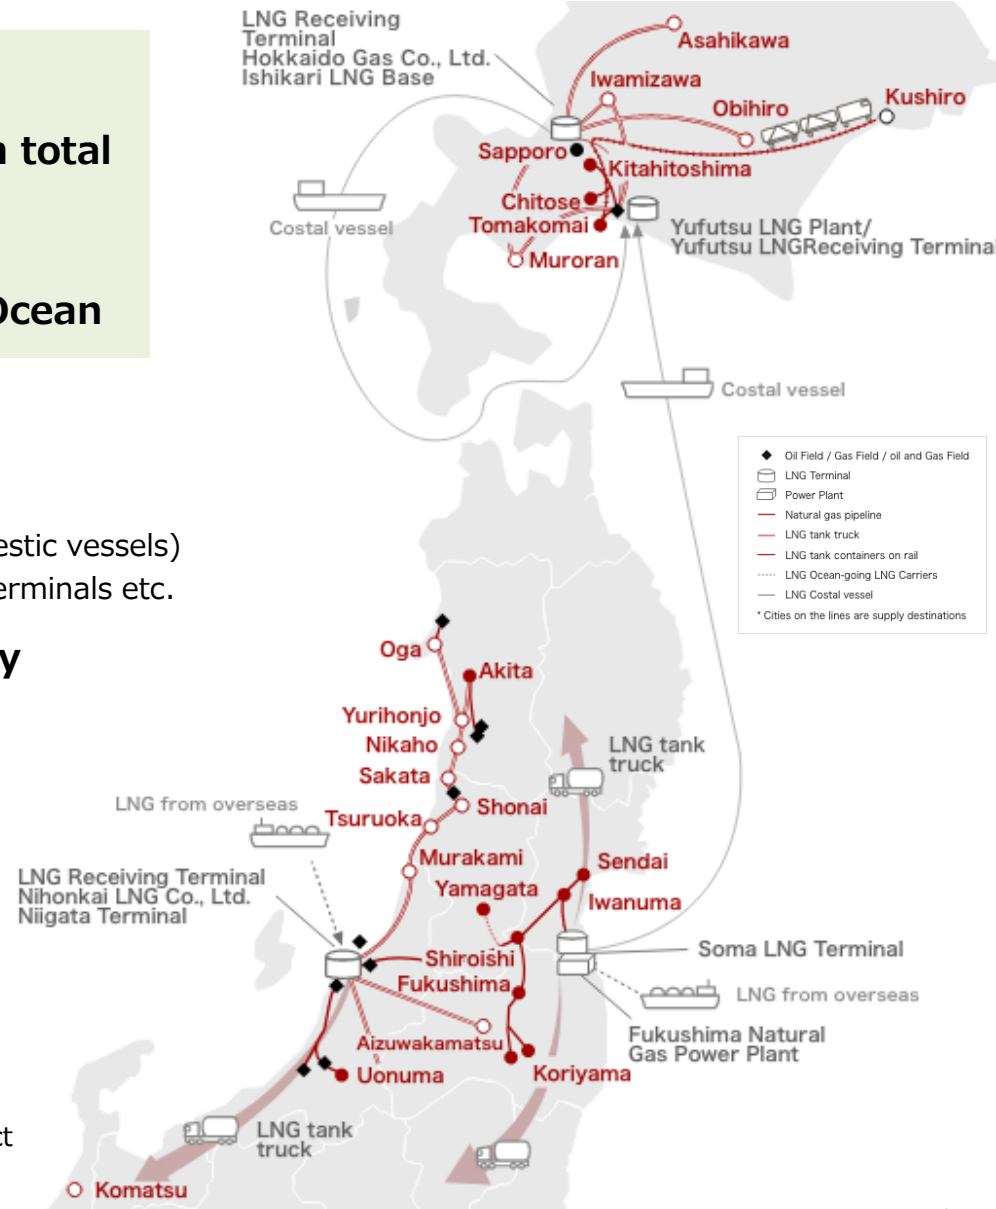 LNG Receiving
Terminal
Hokkaido Gas Co., Ltd.
Ishikari LNG Base
Asahikawa
Iwamizawa
Obihiro
Kushiro
total
Sapporo
Kitahitoshima
Chitose
Tomakomai
Costal vessel
Yufutsu LNG Plant/
Yufutsu LNGReceiving Terminal
Muroran
Ocean
Costal vessel
Oil Field / Gas Field / oil and Gas Field
LNG Terminal
Power Plant
Natural gas pipeline
LNG tank truck
LNG tank containers on rail
LNG Ocean-going LNG Carriers
LNG Costal vessel
* Cities on the lines are supply destinations
estic vessels)
erminals etc.
y
Oga
Akita
Yurihonjo
Nikaho
Sakata
LNG tank
truck
LNG from overseas
Shonai
Tsuruoka
Murakami
Sendai
LNG Receiving Terminal
Nihonkai LNG Co., Ltd.
Niigata Terminal
Yamagata
Iwanuma
Shiroishi
Soma LNG Terminal
Fukushima
LNG from overseas
Aizuwakamatsu
Fukushima Natural
Gas Power Plant
Uonuma
Koriyama
ct
LNG tank
truck
Komatsu